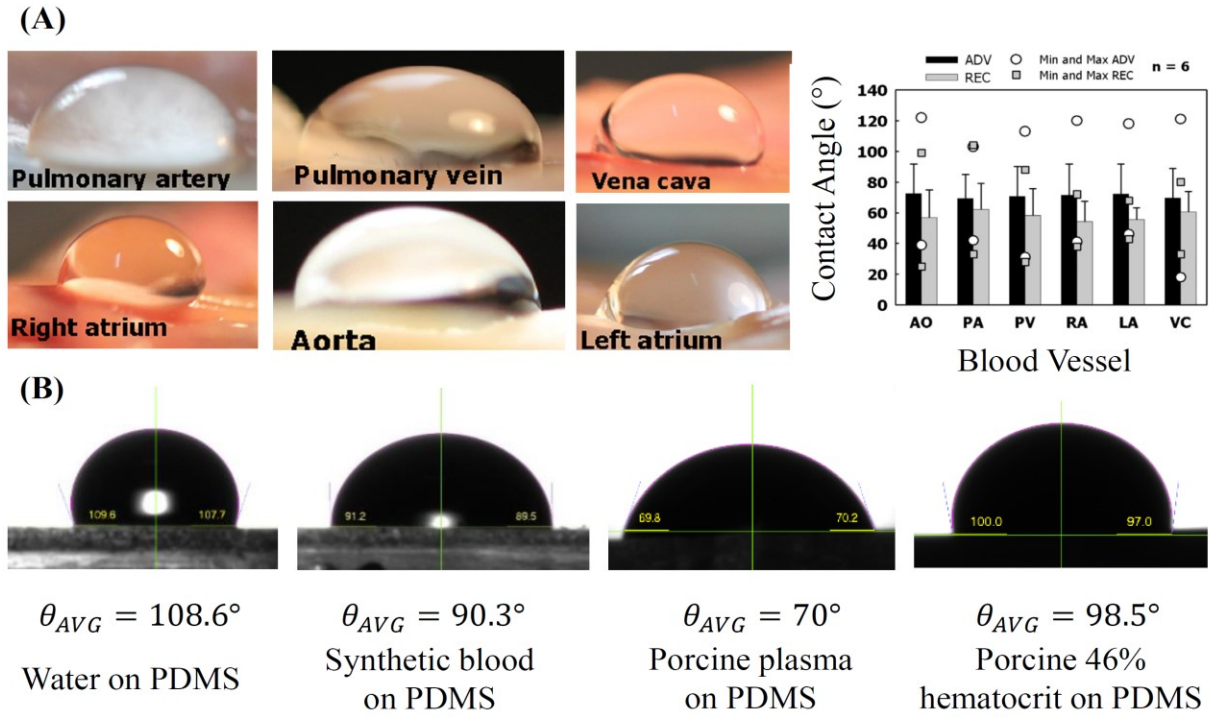 (A)
Pulmonary artery
Pulmonary vein
Vena cava
Right atrium
Aorta
Left atrium
ADV
Min and Max ADV
n = 6
REC
Min and Max REC
Contact Angle (°)
140
120
100
80
60
40
20
0
AO PA PV RA LA VC
Blood Vessel
(B)
109.6 107.7
91.2 89.5
69.8 70.2
100.0 97.0
θAVG = 108.6°
Water on PDMS
θAVG = 90.3°
Synthetic blood
on PDMS
θAVG = 70°
Porcine plasma
on PDMS
θAVG = 98.5°
Porcine 46%
hematocrit on PDMS